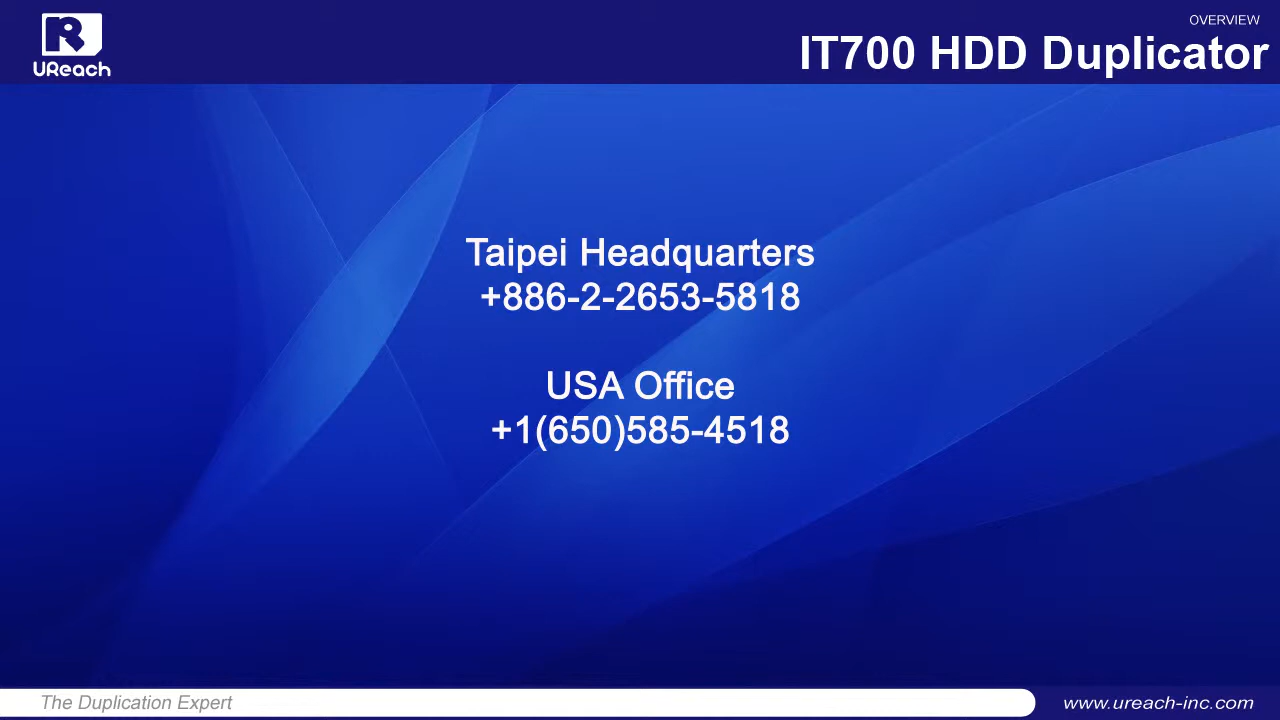 UReach
OVERVIEW
IT700 HDD Duplicator
Taipei Headquarters
+886-2-2653-5818
USA Office
+1(650)585-4518
The Duplication Expert
www.ureach-inc.com